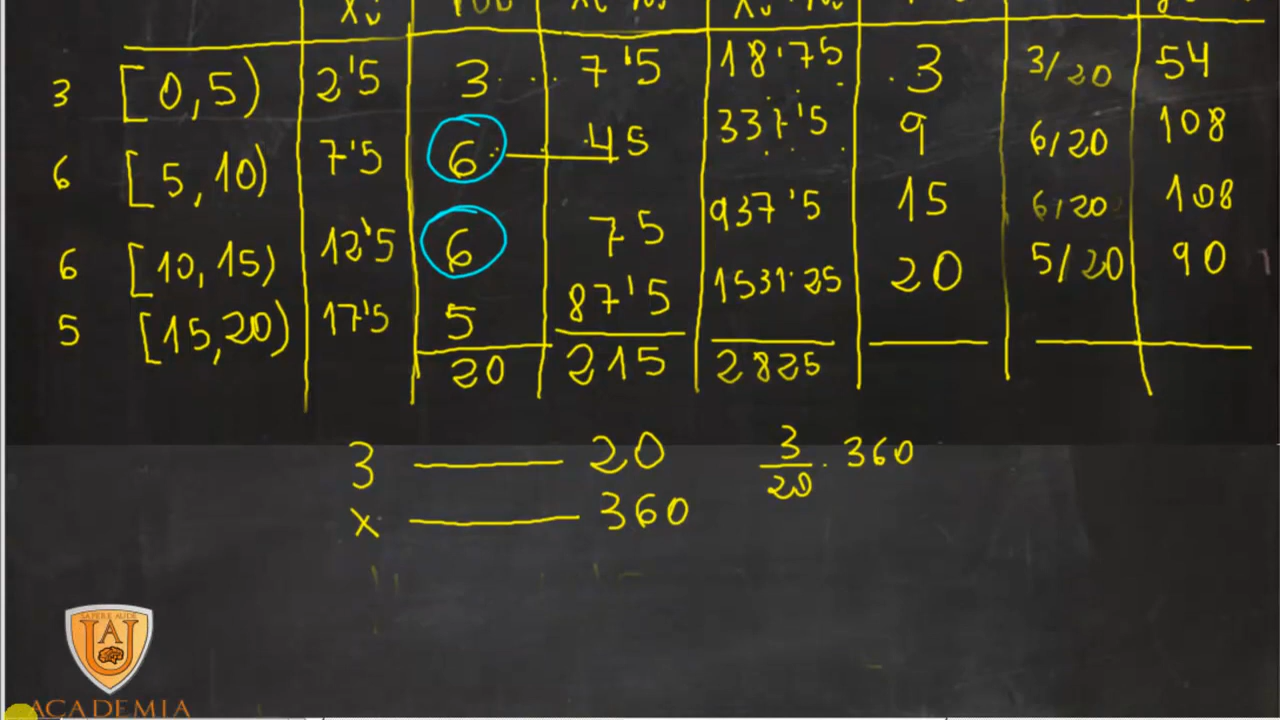 3 [0,5) 2'5 3 7'5 18'75 3 3/20 54
6 [5,10) 7'5 6 45 337'5 9 6/20 108
6 [10,15) 12'5 6 75 937'5 15 6/20 108
5 [15,20) 17'5 5 87'5 1531'25 20 5/20 90
20 215 2825
3 20 3/20 · 360
x 360
SAPERE AUDE
UA
ACADEMIA